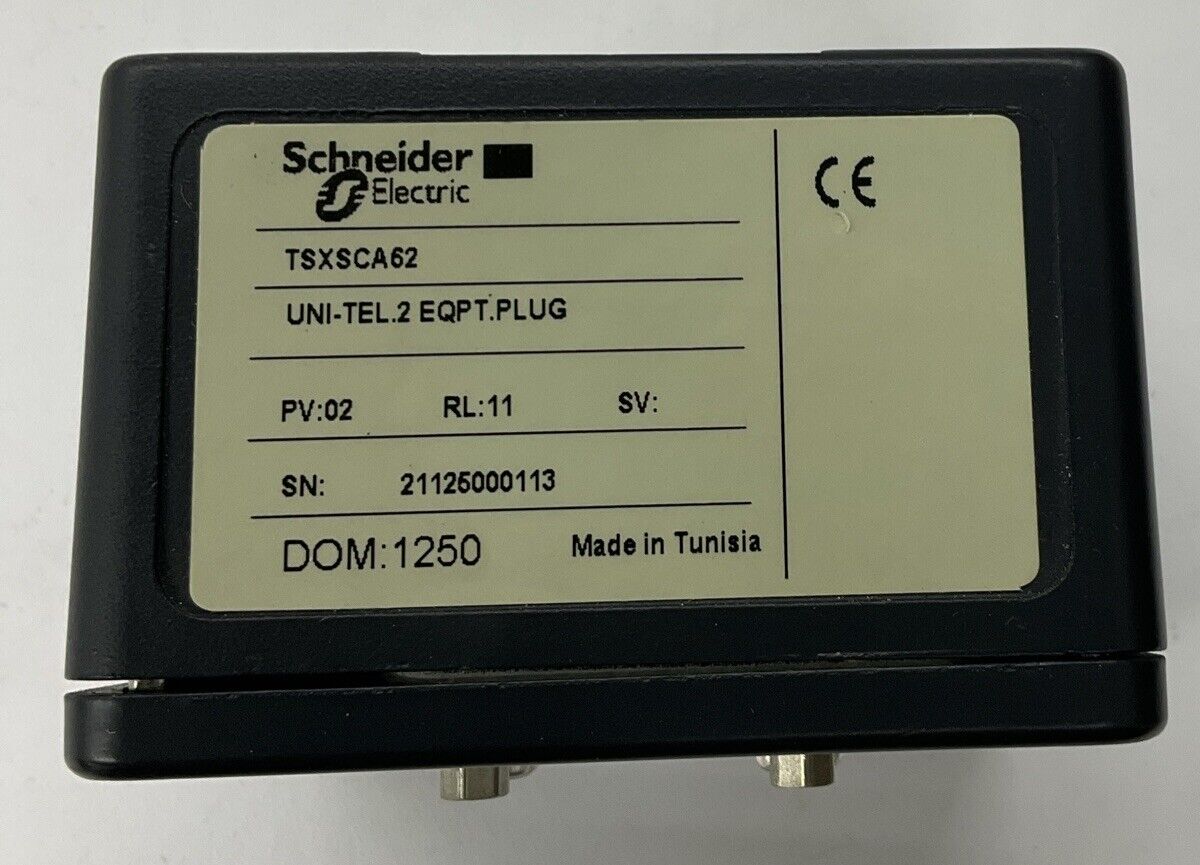 Schneider
Electric
CE
TSXSCA62
UNI-TEL.2 EQPT.PLUG
PV:02 RL:11 SV:
SN: 21125000113
DOM:1250 Made in Tunisia